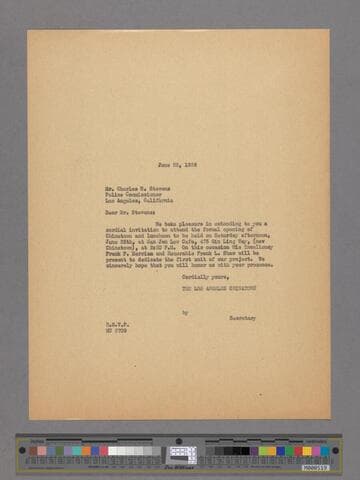 June 22, 1938
Mr. Charles H. Stevens
Police Commissioner
Los Angeles, California
Dear Mr. Stevens:
We take pleasure in extending to you a
cordial invitation to attend the formal opening of
Chinatown and luncheon to be held on Saturday afternoon,
June 25th, at Man Jen Low Cafe, 475 Gin Ling Way, (new
Chinatown), at P.M. On this occasion His Excellency
Frank F. Merriam and Honorable Frank L. Shaw will be
present to dedicate the first unit of our project. We
sincerely hope that you will honor us with your presence.
Cordially yours,
THE LOS ANGELES CHINATOWN
by
Secretary
R.S.V.P.
inches
M000519